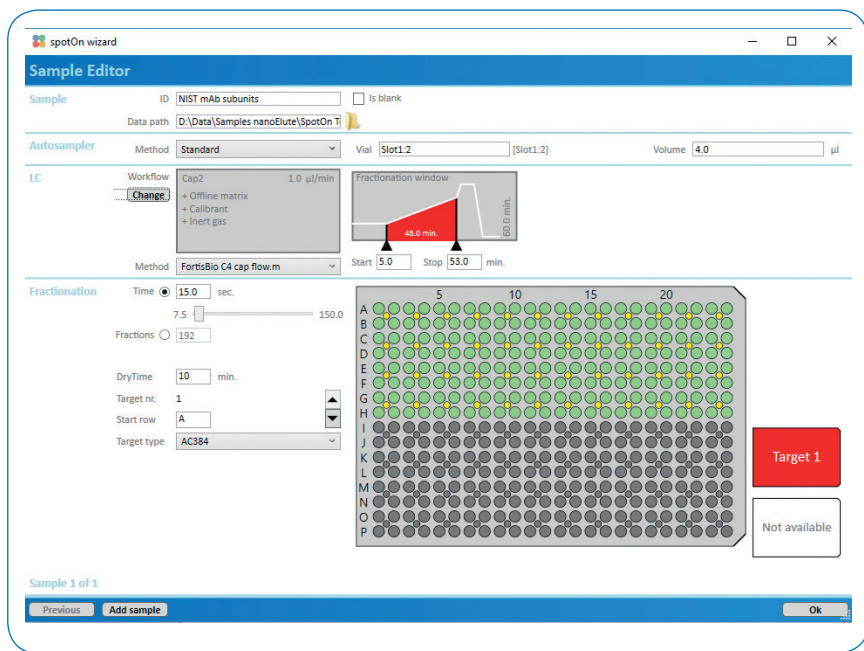 spotOn wizard
Sample Editor
Sample ID NIST mAb subunits Is blank
Data path D:\Data\Samples nanoElute\SpotOn T
Autosampler Method Standard Vial Slot1:2 [Slot1:2] Volume 4.0 µl
LC Workflow Change
Cap2 1.0 µl/min
+ Offline matrix
+ Calibrant
+ Inert gas
Fractionation window
48.0 min.
60.0 min.
Method FortisBio C4 cap flow.m
Start 5.0 Stop 53.0 min.
Fractionation Time 15.0 sec.
7.5 150.0
Fractions 192
DryTime 10 min.
Target nr. 1
Start row A
Target type AC384
5 10 15 20
A
B
C
D
E
F
G
H
I
J
K
L
M
N
O
P
Target 1
Not available
Sample 1 of 1
Previous Add sample Ok